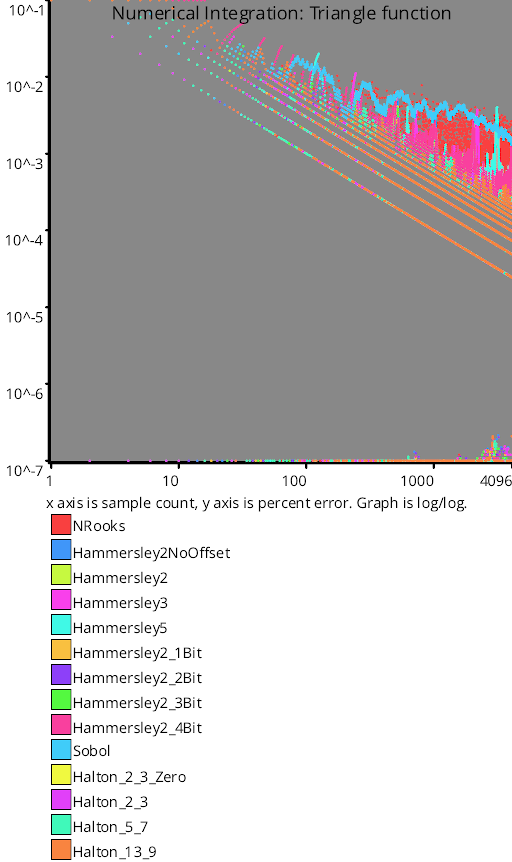 Numerical Integration: Triangle function
10^-1
10^-2
10^-3
10^-4
10^-5
10^-6
10^-7
1 10 100 1000 4096
x axis is sample count, y axis is percent error. Graph is log/log.
NRooks
Hammersley2NoOffset
Hammersley2
Hammersley3
Hammersley5
Hammersley2_1Bit
Hammersley2_2Bit
Hammersley2_3Bit
Hammersley2_4Bit
Sobol
Halton_2_3_Zero
Halton_2_3
Halton_5_7
Halton_13_9